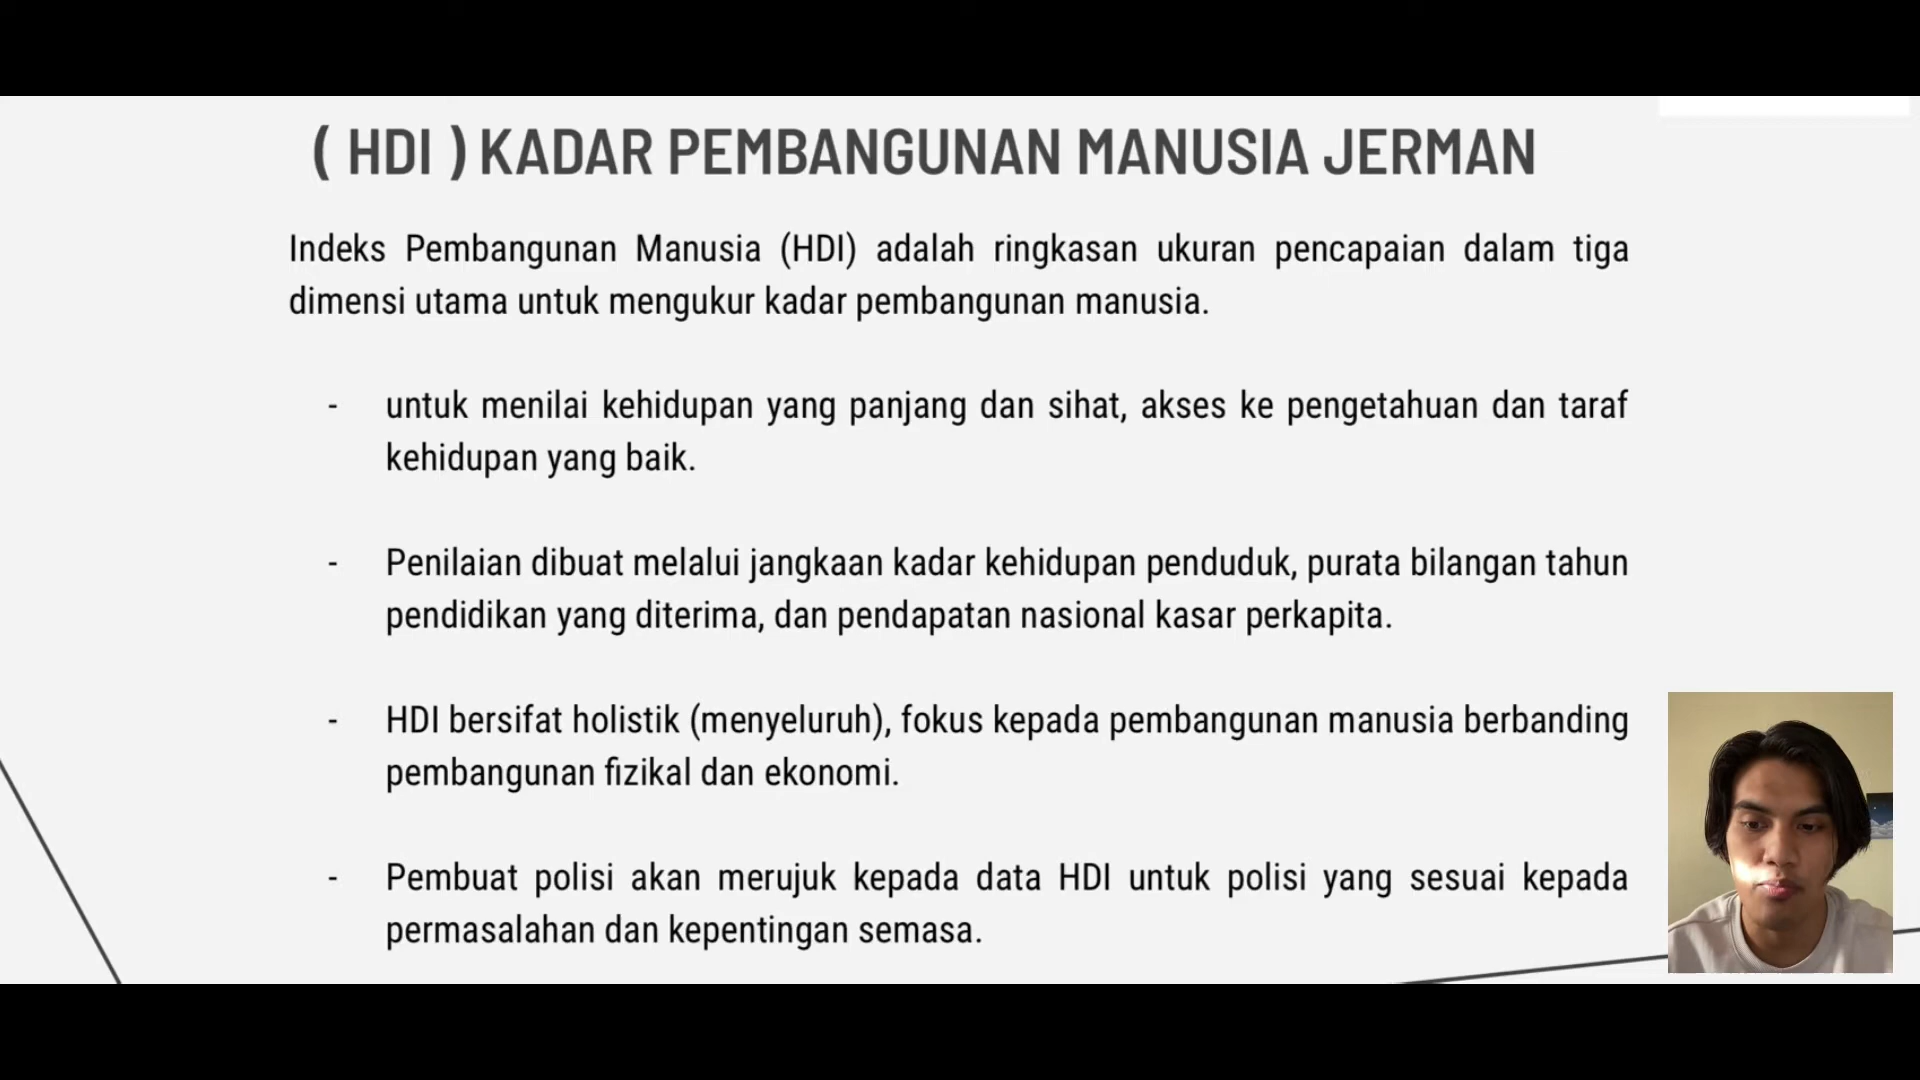 ( HDI ) KADAR PEMBANGUNAN MANUSIA JERMAN
Indeks Pembangunan Manusia (HDI) adalah ringkasan ukuran pencapaian dalam tiga
dimensi utama untuk mengukur kadar pembangunan manusia.
- untuk menilai kehidupan yang panjang dan sihat, akses ke pengetahuan dan taraf
kehidupan yang baik.
- Penilaian dibuat melalui jangkaan kadar kehidupan penduduk, purata bilangan tahun
pendidikan yang diterima, dan pendapatan nasional kasar perkapita.
- HDI bersifat holistik (menyeluruh), fokus kepada pembangunan manusia berbanding
pembangunan fizikal dan ekonomi.
- Pembuat polisi akan merujuk kepada data HDI untuk polisi yang sesuai kepada
permasalahan dan kepentingan semasa.